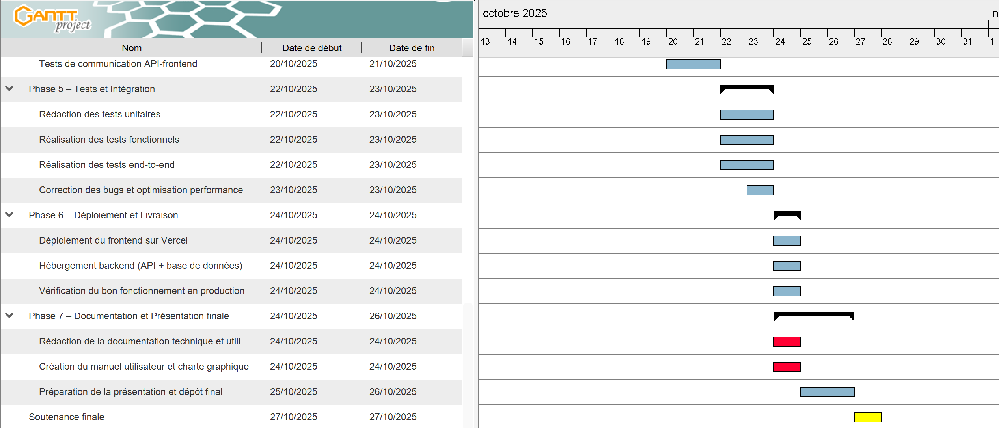 GANTT
project
octobre 2025
n
13 14 15 16 17 18 19 20 21 22 23 24 25 26 27 28 29 30 31 1
Nom Date de début Date de fin
Tests de communication API-frontend 20/10/2025 21/10/2025
Phase 5 – Tests et Intégration 22/10/2025 23/10/2025
Rédaction des tests unitaires 22/10/2025 23/10/2025
Réalisation des tests fonctionnels 22/10/2025 23/10/2025
Réalisation des tests end-to-end 22/10/2025 23/10/2025
Correction des bugs et optimisation performance 23/10/2025 23/10/2025
Phase 6 – Déploiement et Livraison 24/10/2025 24/10/2025
Déploiement du frontend sur Vercel 24/10/2025 24/10/2025
Hébergement backend (API + base de données) 24/10/2025 24/10/2025
Vérification du bon fonctionnement en production 24/10/2025 24/10/2025
Phase 7 – Documentation et Présentation finale 24/10/2025 26/10/2025
Rédaction de la documentation technique et utili... 24/10/2025 24/10/2025
Création du manuel utilisateur et charte graphique 24/10/2025 24/10/2025
Préparation de la présentation et dépôt final 25/10/2025 26/10/2025
Soutenance finale 27/10/2025 27/10/2025